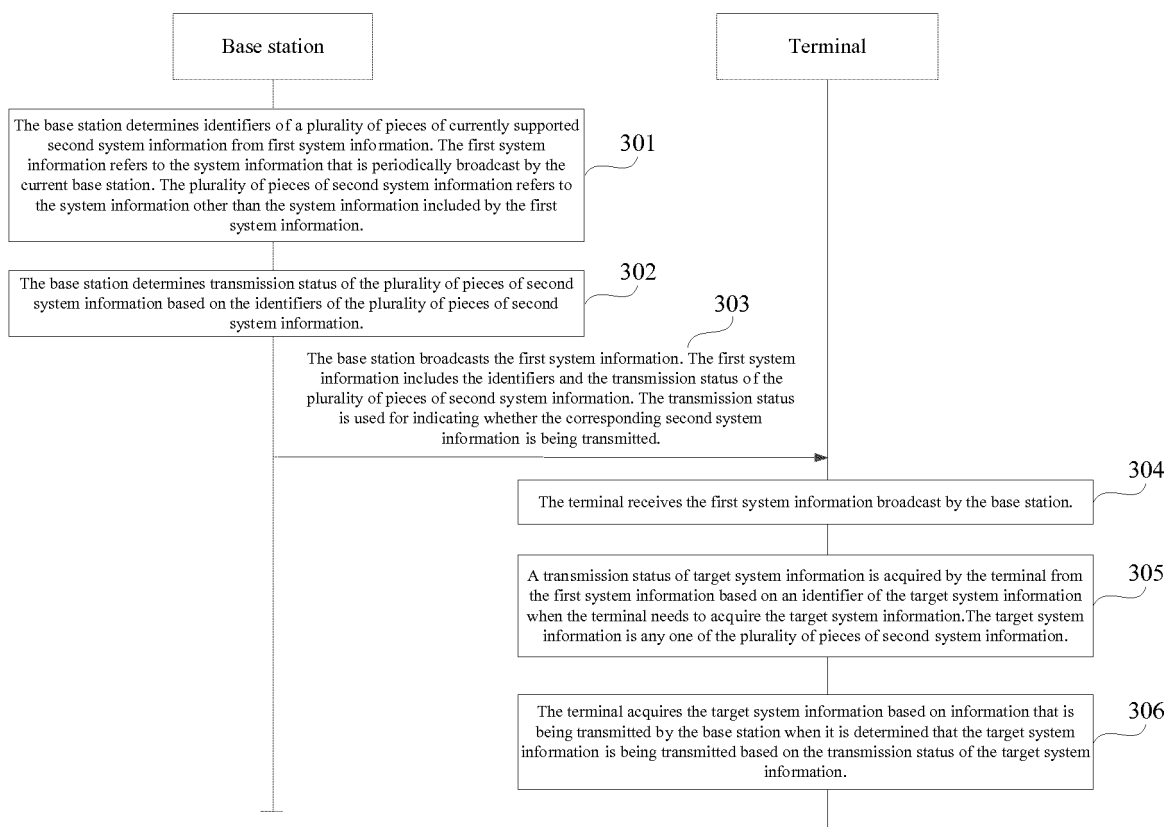 Base station
Terminal
The base station determines identifiers of a plurality of pieces of currently supported
second system information from first system information. The first system
information refers to the system information that is periodically broadcast by the
current base station. The plurality of pieces of second system information refers to
the system information other than the system information included by the first
system information.
301
The base station determines transmission status of the plurality of pieces of second
system information based on the identifiers of the plurality of pieces of second
system information.
302
303
The base station broadcasts the first system information. The first system
information includes the identifiers and the transmission status of the
plurality of pieces of second system information. The transmission status
is used for indicating whether the corresponding second system
information is being transmitted.
304
The terminal receives the first system information broadcast by the base station.
A transmission status of target system information is acquired by the terminal from
the first system information based on an identifier of the target system information
when the terminal needs to acquire the target system information.The target system
information is any one of the plurality of pieces of second system information.
305
The terminal acquires the target system information based on information that is
being transmitted by the base station when it is determined that the target system
information is being transmitted based on the transmission status of the target system
information.
306